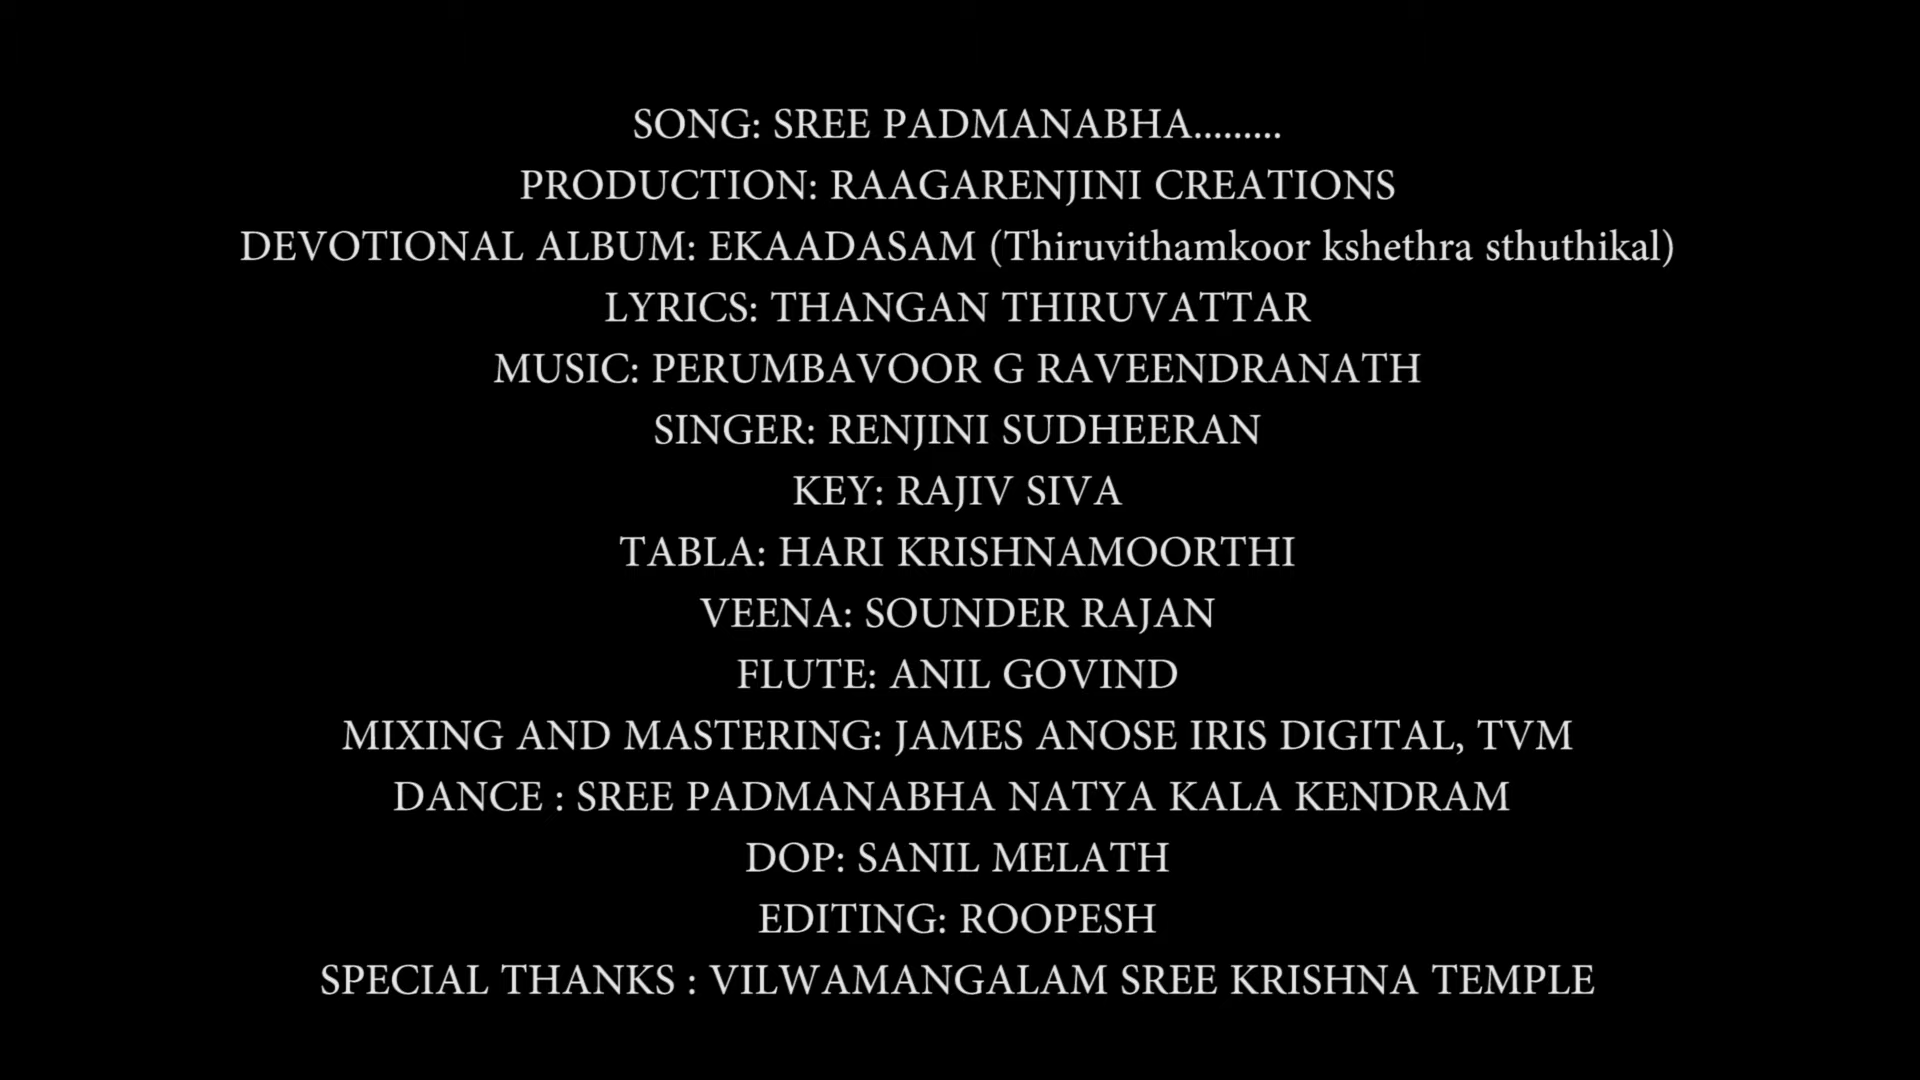 SONG: SREE PADMANABHA.........
PRODUCTION: RAAGARENJINI CREATIONS
DEVOTIONAL ALBUM: EKAADASAM (Thiruvithamkoor kshethra sthuthikal)
LYRICS: THANGAN THIRUVATTAR
MUSIC: PERUMBAVOOR G RAVEENDRANATH
SINGER: RENJINI SUDHEERAN
KEY: RAJIV SIVA
TABLA: HARI KRISHNAMOORTHI
VEENA: SOUNDER RAJAN
FLUTE: ANIL GOVIND
MIXING AND MASTERING: JAMES ANOSE IRIS DIGITAL, TVM
DANCE : SREE PADMANABHA NATYA KALA KENDRAM
DOP: SANIL MELATH
EDITING: ROOPESH
SPECIAL THANKS : VILWAMANGALAM SREE KRISHNA TEMPLE